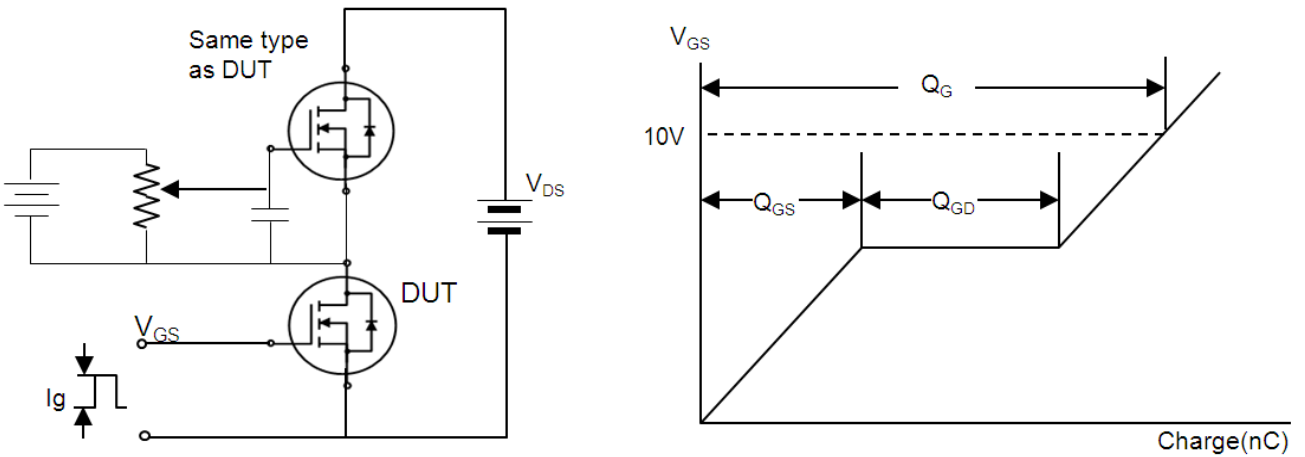 Same type
as DUT
VDS
DUT
VGS
Ig
VGS
QG
10V
QGS
QGD
Charge(nC)